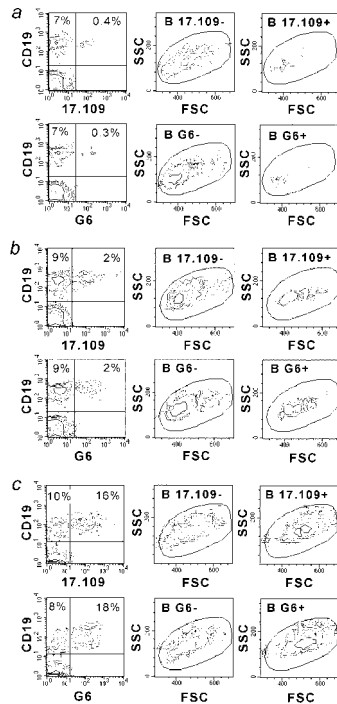 a
7% 0.4%
CD19
17.109
B 17.109-
SSC
FSC
B 17.109+
SSC
FSC
7% 0.3%
CD19
G6
B G6-
SSC
FSC
B G6+
SSC
FSC
b
9% 2%
CD19
17.109
B 17.109-
SSC
FSC
B 17.109+
SSC
FSC
9% 2%
CD19
G6
B G6-
SSC
FSC
B G6+
SSC
FSC
c
10% 16%
CD19
17.109
B 17.109-
SSC
FSC
B 17.109+
SSC
FSC
8% 18%
CD19
G6
B G6-
SSC
FSC
B G6+
SSC
FSC